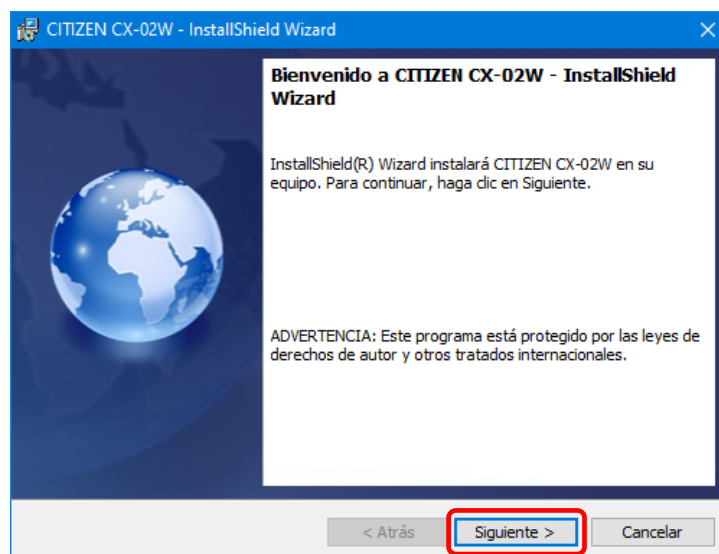 CITIZEN CX-02W - InstallShield Wizard
Bienvenido a CITIZEN CX-02W - InstallShield
Wizard
InstallShield(R) Wizard instalará CITIZEN CX-02W en su
equipo. Para continuar, haga clic en Siguiente.
ADVERTENCIA: Este programa está protegido por las leyes de
derechos de autor y otros tratados internacionales.
< Atrás Siguiente > Cancelar